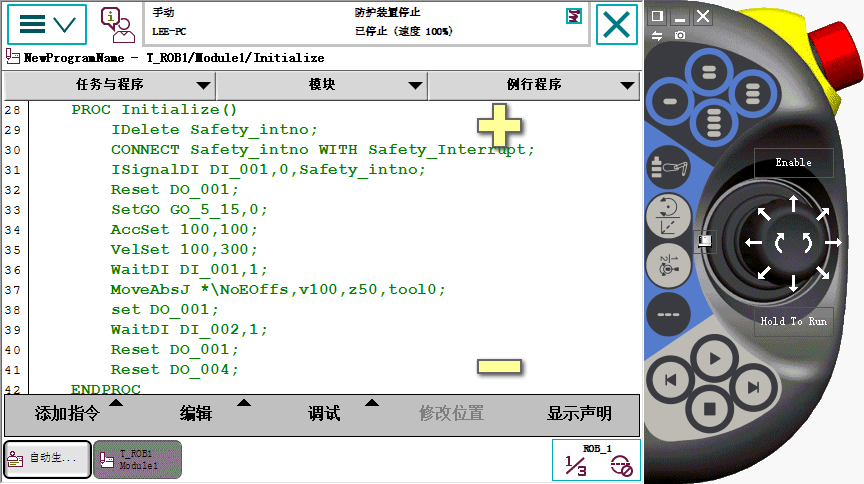 手动
防护装置停止
LEE-PC
已停止 (速度 100%)
NewProgramName - T_ROB1/Module1/Initialize
任务与程序
模块
例行程序
28 PROC Initialize()
29 IDelete Safety_intno;
30 CONNECT Safety_intno WITH Safety_Interrupt;
31 ISignalDI DI_001,0,Safety_intno;
32 Reset DO_001;
33 SetGO GO_5_15,0;
34 AccSet 100,100;
35 VelSet 100,300;
36 WaitDI DI_001,1;
37 MoveAbsJ *\NoEOffs,v100,z50,tool0;
38 set DO_001;
39 WaitDI DI_002,1;
40 Reset DO_001;
41 Reset DO_004;
42 ENDPROC
添加指令
编辑
调试
修改位置
显示声明
自动生...
T_ROB1
Module1
ROB_1
1/3
Enable
Hold To Run